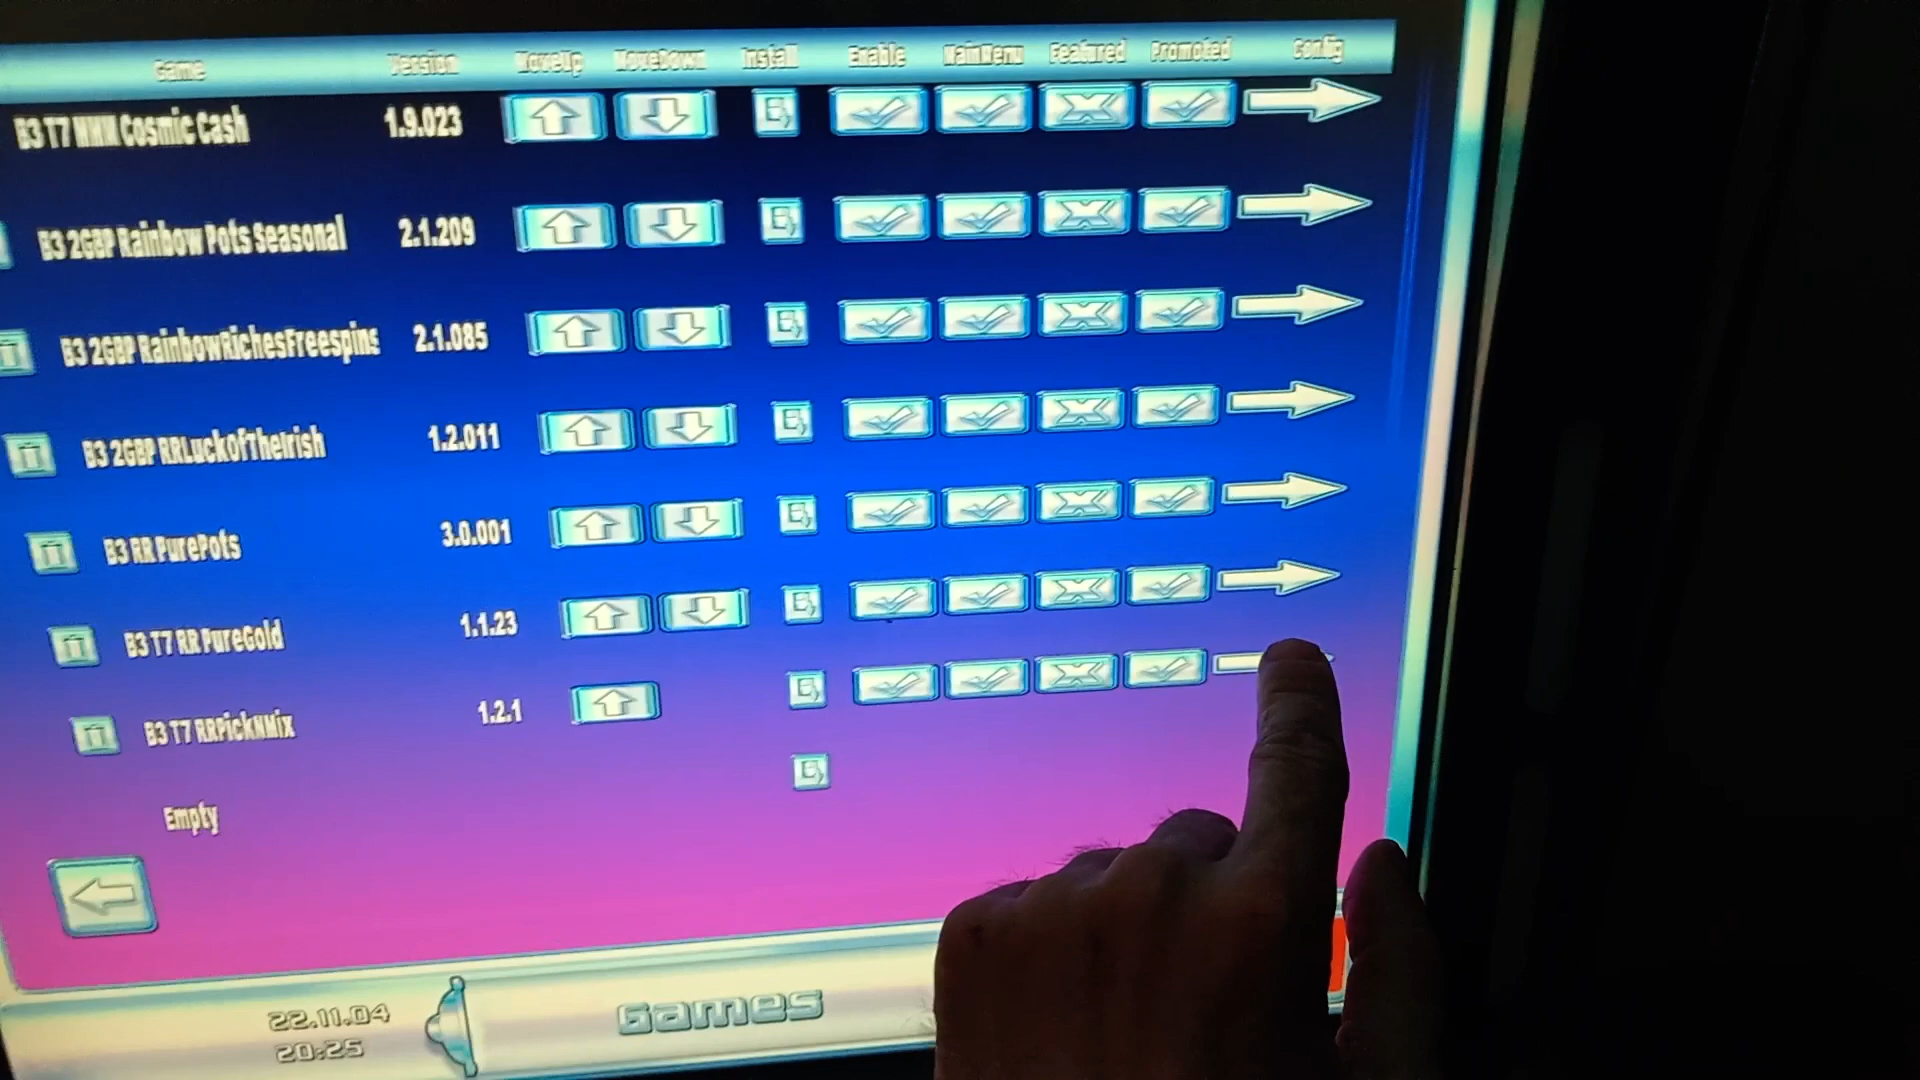 Game Version MoveUp MoveDown Install Enable MainMenu Featured Promoted Config
B3 T7 WHM Cosmic Cash 1.9.023
B3 2GBP Rainbow Pots Seasonal 2.1.209
B3 2GBP RainbowRichesFreespins 2.1.085
B3 2GBP RRLuckOfTheIrish 1.2.011
B3 RR PurePots 3.0.001
B3 T7 RR PureGold 1.1.23
B3 T7 RRPickNMix 1.2.1
Empty
22.11.04
20:25
Games